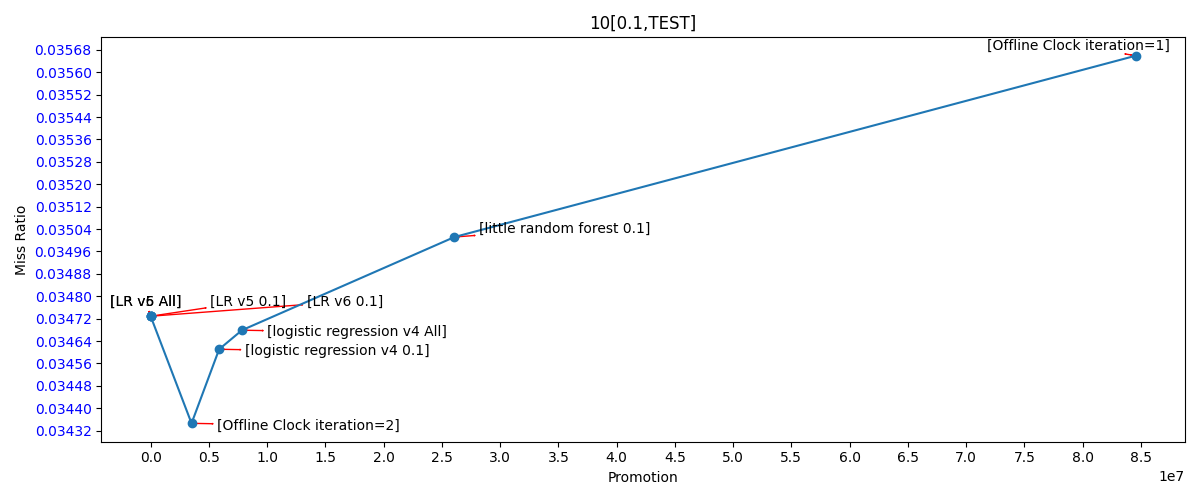 10[0.1,TEST]
0.03568
0.03560
0.03552
0.03544
0.03536
0.03528
0.03520
0.03512
0.03504
0.03496
0.03488
0.03480
0.03472
0.03464
0.03456
0.03448
0.03440
0.03432
Miss Ratio
[Offline Clock iteration=1]
[little random forest 0.1]
All]
[LR v5 0.1]
[LR v6 0.1]
[logistic regression v4 All]
[logistic regression v4 0.1]
[Offline Clock iteration=2]
0.0 0.5 1.0 1.5 2.0 2.5 3.0 3.5 4.0 4.5 5.0 5.5 6.0 6.5 7.0 7.5 8.0 8.5
1e7
Promotion